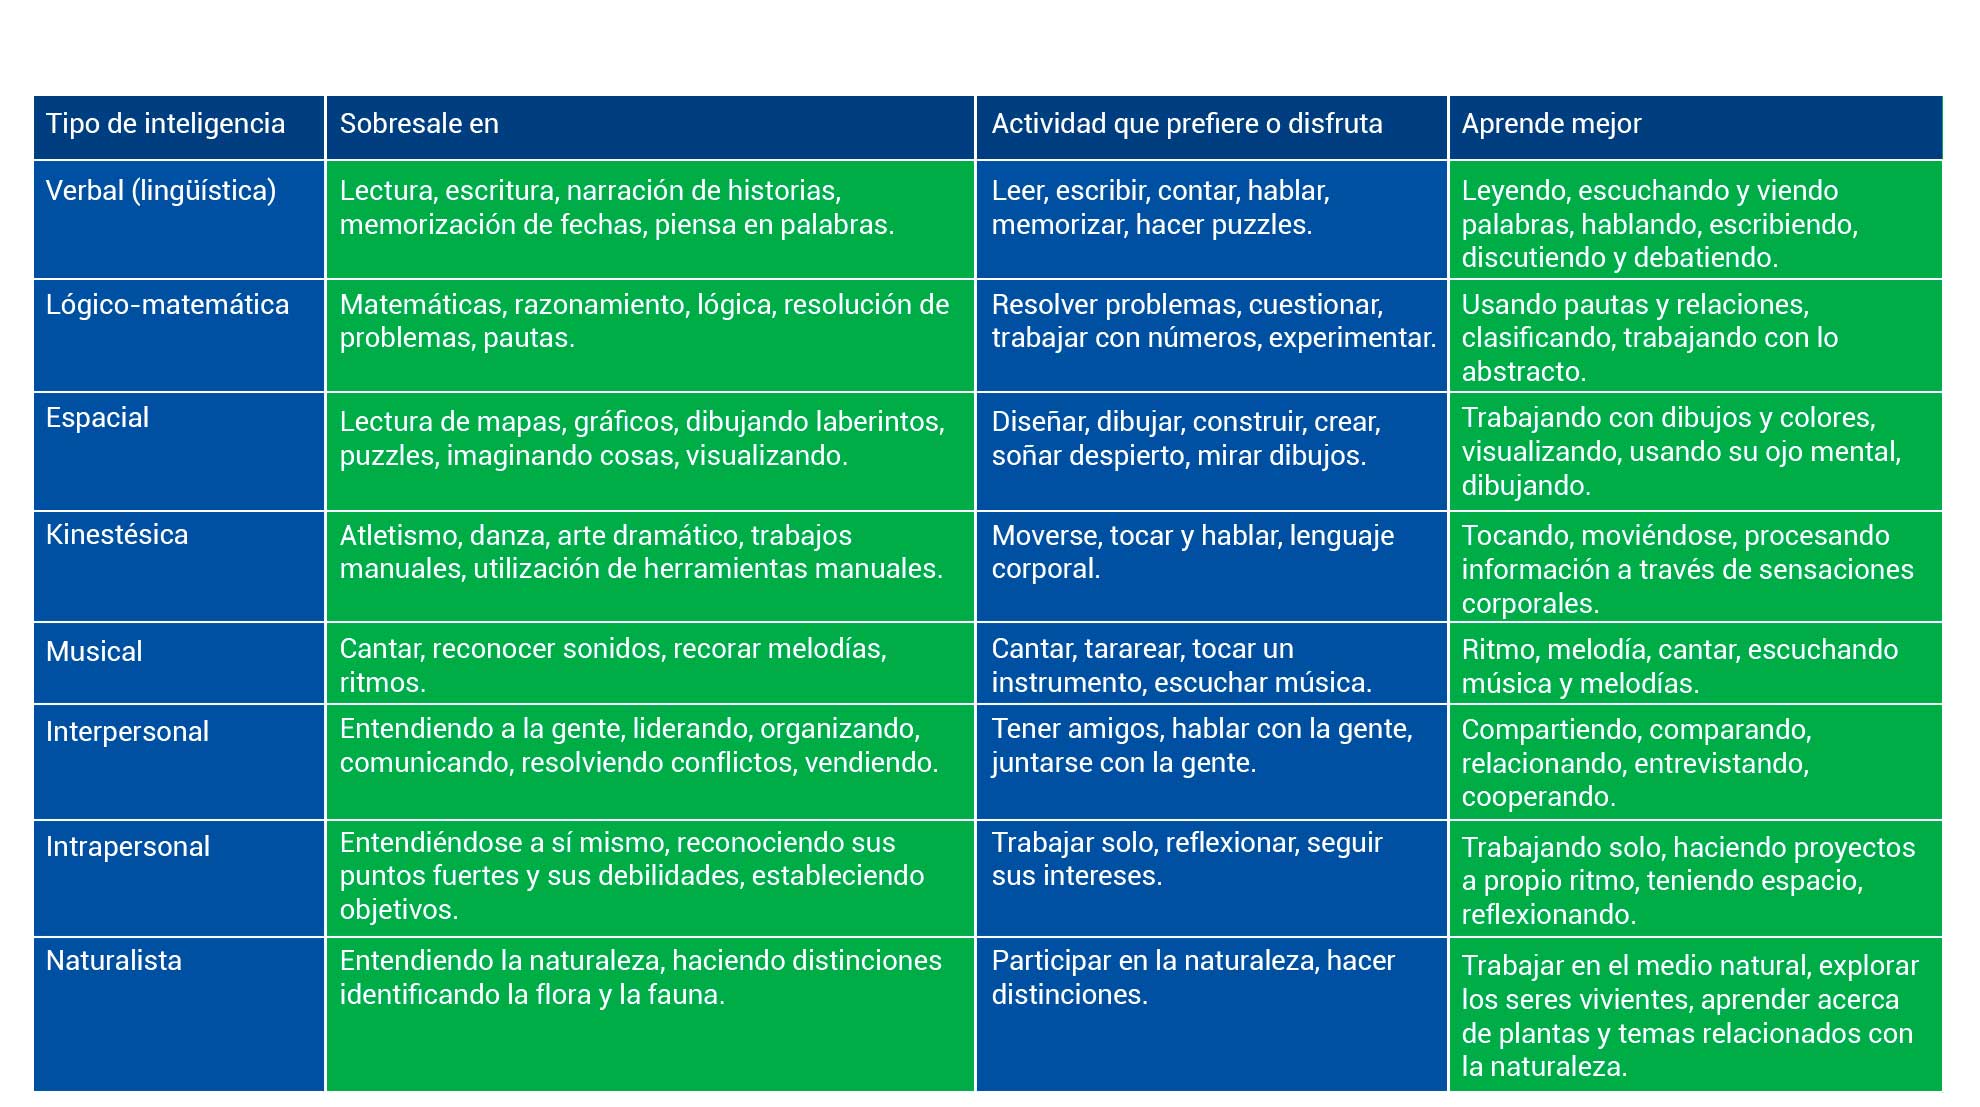 Tipo de inteligencia
Sobresale en
Actividad que prefiere o disfruta
Aprende mejor
Verbal (lingüística)
Lectura, escritura, narración de historias,
memorización de fechas, piensa en palabras.
Leer, escribir, contar, hablar,
memorizar, hacer puzzles.
Leyendo, escuchando y viendo
palabras, hablando, escribiendo,
discutiendo y debatiendo.
Lógico-matemática
Matemáticas, razonamiento, lógica, resolución de
problemas, pautas.
Resolver problemas, cuestionar,
trabajar con números, experimentar.
Usando pautas y relaciones,
clasificando, trabajando con lo
abstracto.
Espacial
Lectura de mapas, gráficos, dibujando laberintos,
puzzles, imaginando cosas, visualizando.
Diseñar, dibujar, construir, crear,
soñar despierto, mirar dibujos.
Trabajando con dibujos y colores,
visualizando, usando su ojo mental,
dibujando.
Kinestésica
Atletismo, danza, arte dramático, trabajos
manuales, utilización de herramientas manuales.
Moverse, tocar y hablar, lenguaje
corporal.
Tocando, moviéndose, procesando
información a través de sensaciones
corporales.
Musical
Cantar, reconocer sonidos, recorar melodías,
ritmos.
Cantar, tararear, tocar un
instrumento, escuchar música.
Ritmo, melodía, cantar, escuchando
música y melodías.
Interpersonal
Entendiendo a la gente, liderando, organizando,
comunicando, resolviendo conflictos, vendiendo.
Tener amigos, hablar con la gente,
juntarse con la gente.
Compartiendo, comparando,
relacionando, entrevistando,
cooperando.
Intrapersonal
Entendiéndose a sí mismo, reconociendo sus
puntos fuertes y sus debilidades, estableciendo
objetivos.
Trabajar solo, reflexionar, seguir
sus intereses.
Trabajando solo, haciendo proyectos
a propio ritmo, teniendo espacio,
reflexionando.
Naturalista
Entendiendo la naturaleza, haciendo distinciones
identificando la flora y la fauna.
Participar en la naturaleza, hacer
distinciones.
Trabajar en el medio natural, explorar
los seres vivientes, aprender acerca
de plantas y temas relacionados con
la naturaleza.